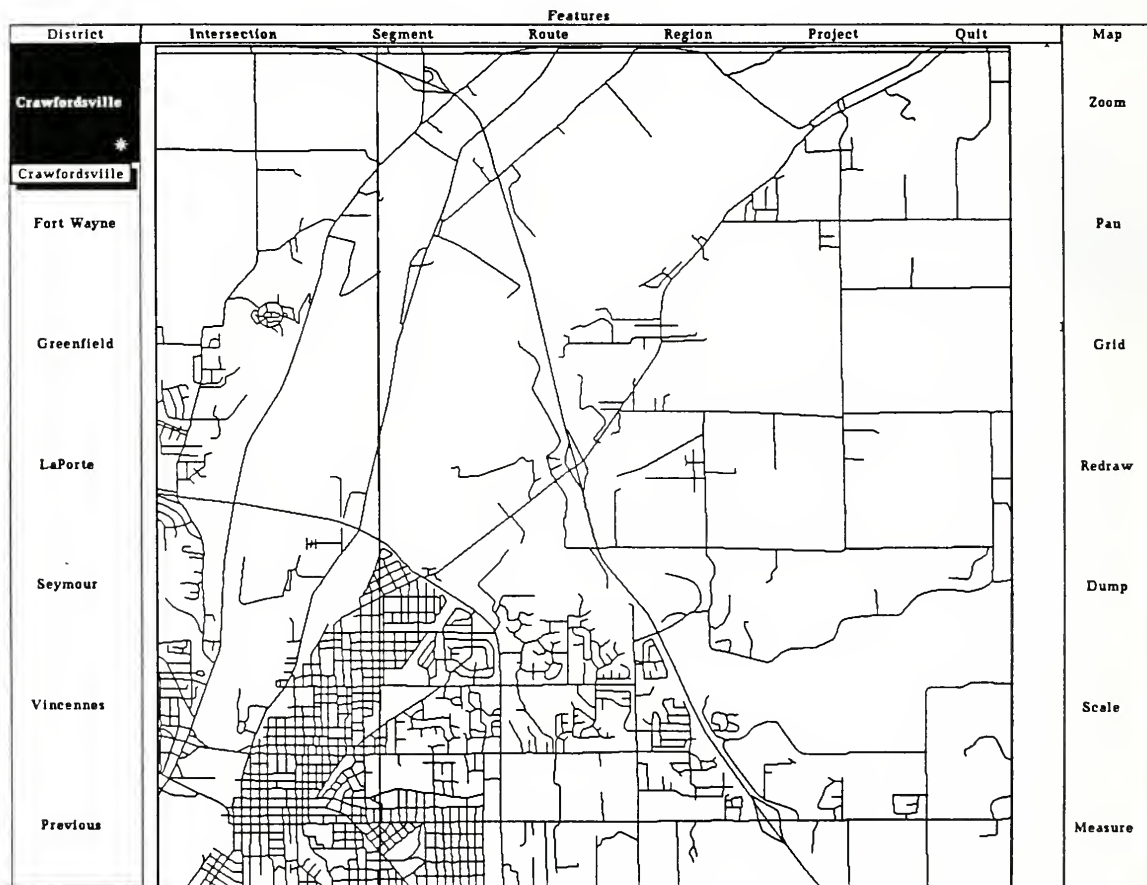 Features
District Intersection Segment Route Region Project Quit Map
Crawfordsville
Crawfordsville
Fort Wayne
Greenfield
LaPorte
Seymour
Vincennes
Previous
Zoom
Pan
Grid
Redraw
Dump
Scale
Measure